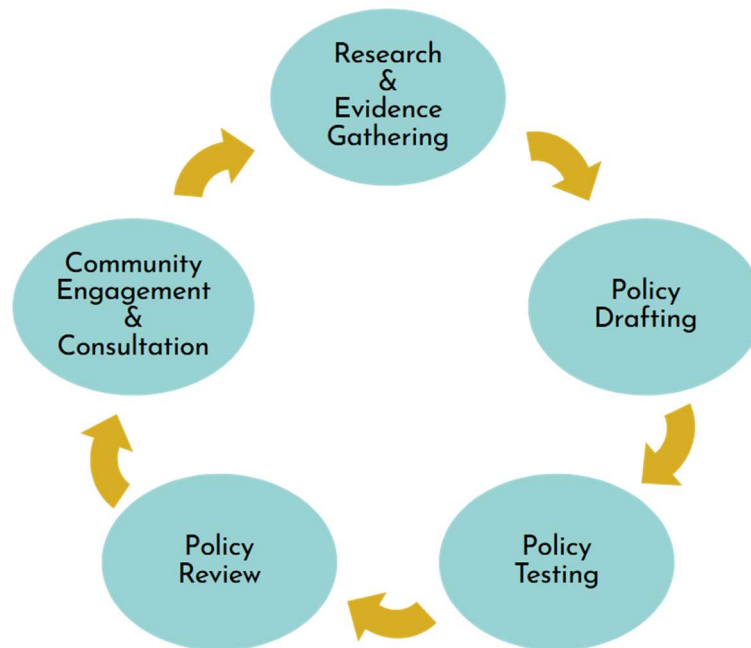 Research
&
Evidence
Gathering
Policy
Drafting
Policy
Testing
Policy
Review
Community
Engagement
&
Consultation